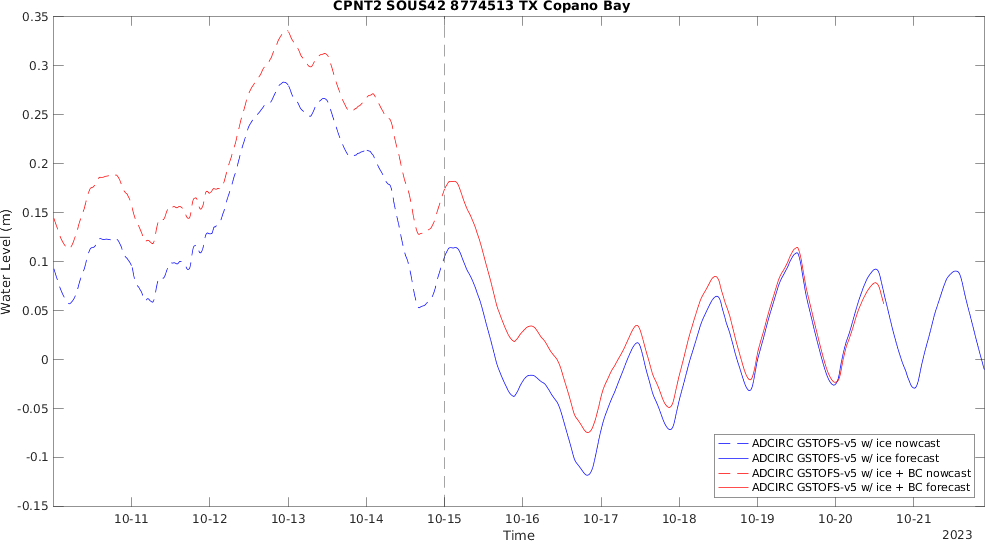 CPNT2 SOUS42 8774513 TX Copano Bay
0.35
0.3
0.25
0.2
0.15
0.1
0.05
0
-0.05
-0.1
-0.15
Water Level (m)
10-11 10-12 10-13 10-14 10-15 10-16 10-17 10-18 10-19 10-20 10-21
Time
2023
ADCIRC GSTOFS-v5 w/ ice nowcast
ADCIRC GSTOFS-v5 w/ ice forecast
ADCIRC GSTOFS-v5 w/ ice + BC nowcast
ADCIRC GSTOFS-v5 w/ ice + BC forecast